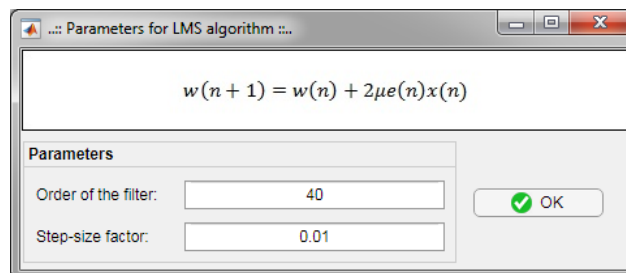 ..:: Parameters for LMS algorithm ::..
w(n + 1) = w(n) + 2μe(n)x(n)
Parameters
Order of the filter: 40
Step-size factor: 0.01
OK